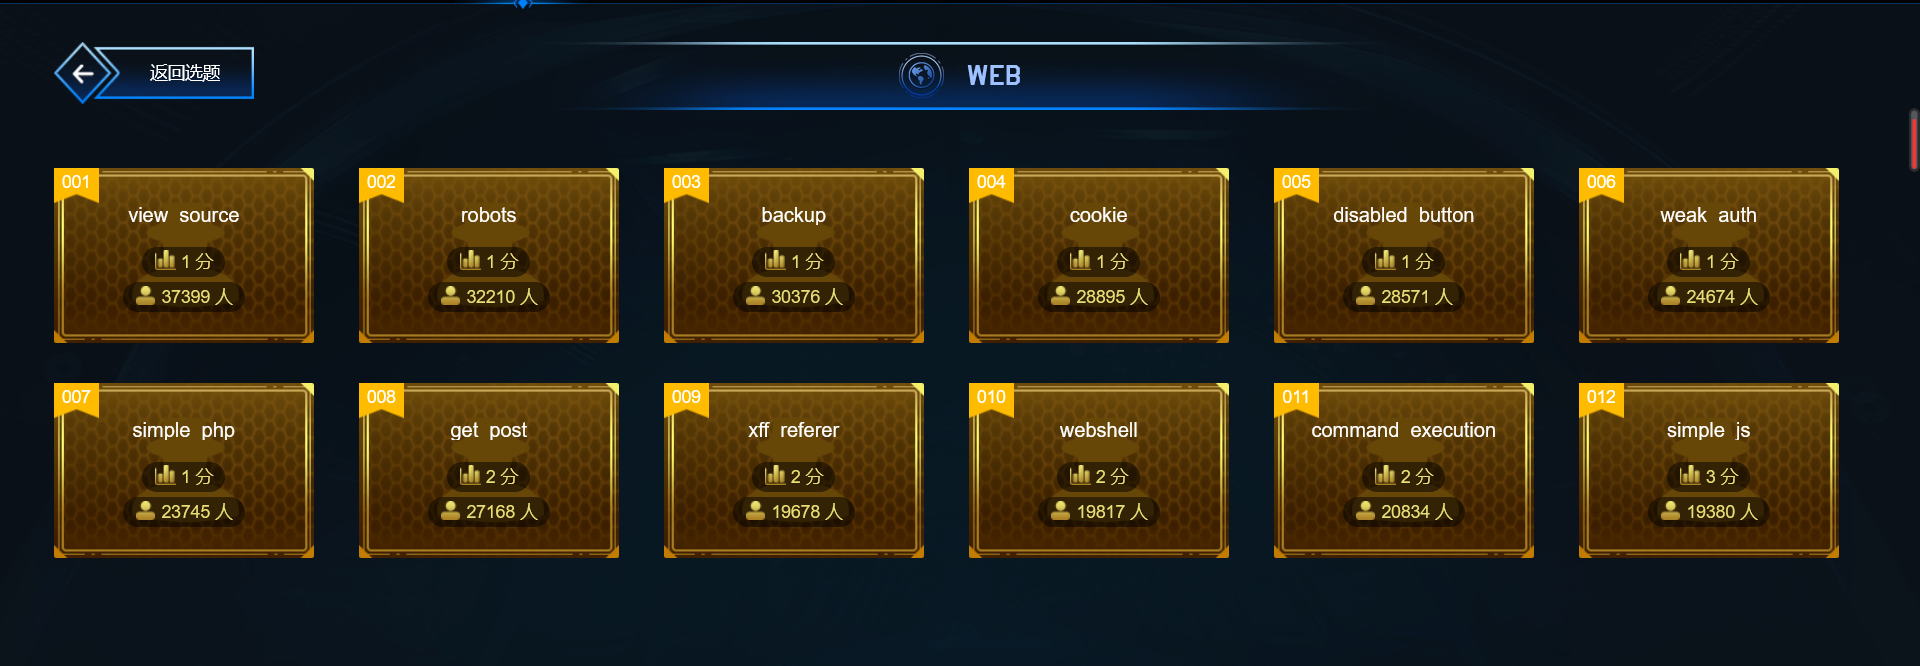 返回选题
WEB
001
view source
1 分
37399 人
002
robots
1 分
32210 人
003
backup
1 分
30376 人
004
cookie
1 分
28895 人
005
disabled button
1 分
28571 人
006
weak auth
1 分
24674 人
007
simple php
1 分
23745 人
008
get post
2 分
27168 人
009
xff referer
2 分
19678 人
010
webshell
2 分
19817 人
011
command execution
2 分
20834 人
012
simple js
3 分
19380 人